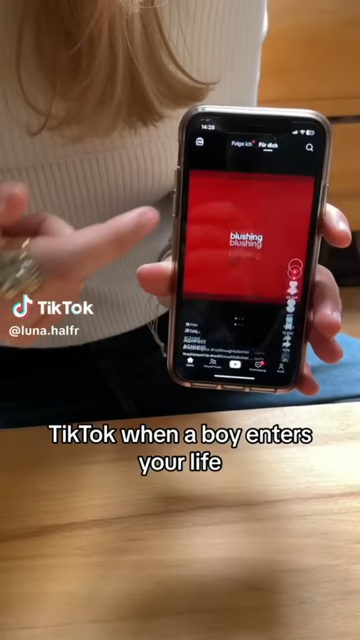 14:28
Folge ich Für dich
blushing
blushing
TikTok
@luna.halfr
TikTok when a boy enters
your life